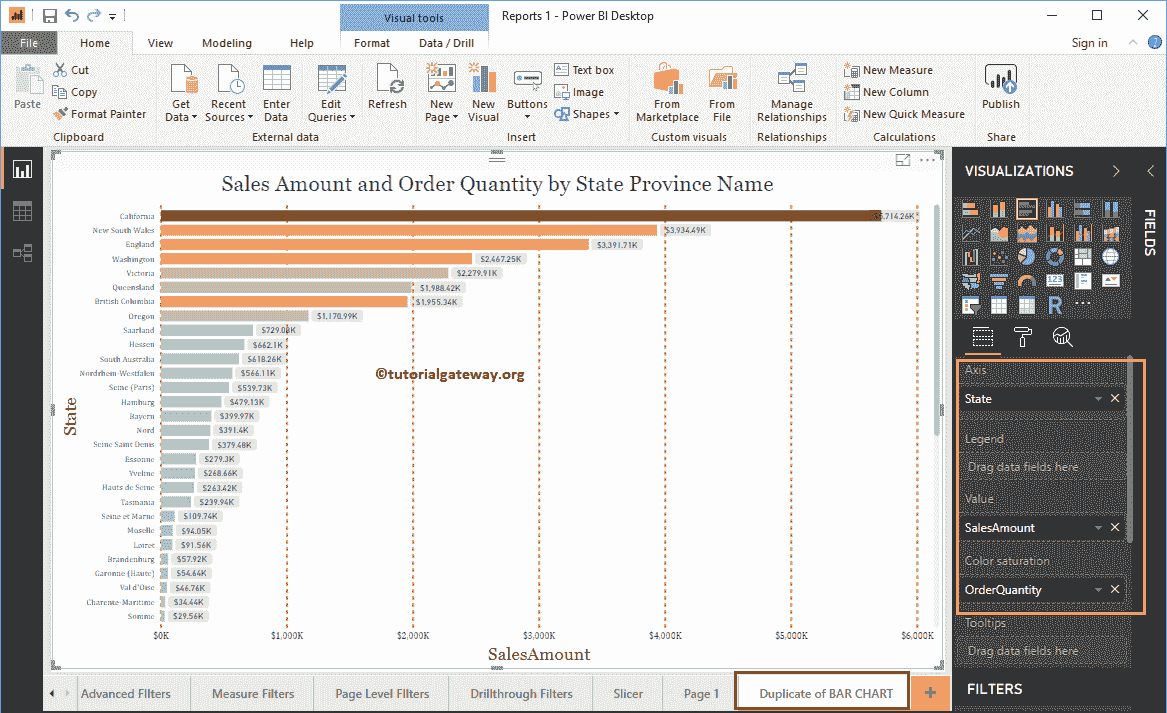 Visual tools
Reports 1 - Power BI Desktop
File Home View Modeling Help Format Data / Drill Sign in
Paste
Cut
Copy
Format Painter
Clipboard
Get Data
Recent Sources
Enter Data
Edit Queries
External data
Refresh
New Page
New Visual
Buttons
Text box
Image
Shapes
Insert
From Marketplace
From File
Custom visuals
Manage Relationships
Relationships
New Measure
New Column
New Quick Measure
Calculations
Publish
Share
Sales Amount and Order Quantity by State Province Name
State
California
New South Wales $3,934.49K
England $3,391.71K
Washington $2,467.25K
Victoria $2,279.91K
Queensland $1,988.42K
British Columbia $1,955.34K
Oregon $1,170.99K
Saarland $729.08K
Hessen $662.1K
South Australia $618.26K
Nordrhein-Westfalen $566.11K
Seine (Paris) $539.73K
Hamburg $479.13K
Bayern $399.97K
Nord $391.4K
Seine Saint Denis $379.48K
Essonne $279.3K
Yveline $268.66K
Hauts de Seine $263.42K
Tasmania $239.94K
Seine et Marne $109.74K
Moselle $94.05K
Loiret $91.56K
Brandenburg $57.92K
Garonne (Haute) $54.64K
Val d'Oise $46.76K
Charente-Maritime $34.44K
Somme $29.56K
$0K $1,000K $2,000K $3,000K $4,000K $5,000K $6,000K
SalesAmount
©tutorialgateway.org
VISUALIZATIONS
FIELDS
123
R
Axis
State
Legend
Drag data fields here
Value
SalesAmount
Color saturation
OrderQuantity
Tooltips
Drag data fields here
FILTERS
Advanced FIlters Measure Filters Page Level FIlters Drillthrough Filters Slicer Page 1 Duplicate of BAR CHART +